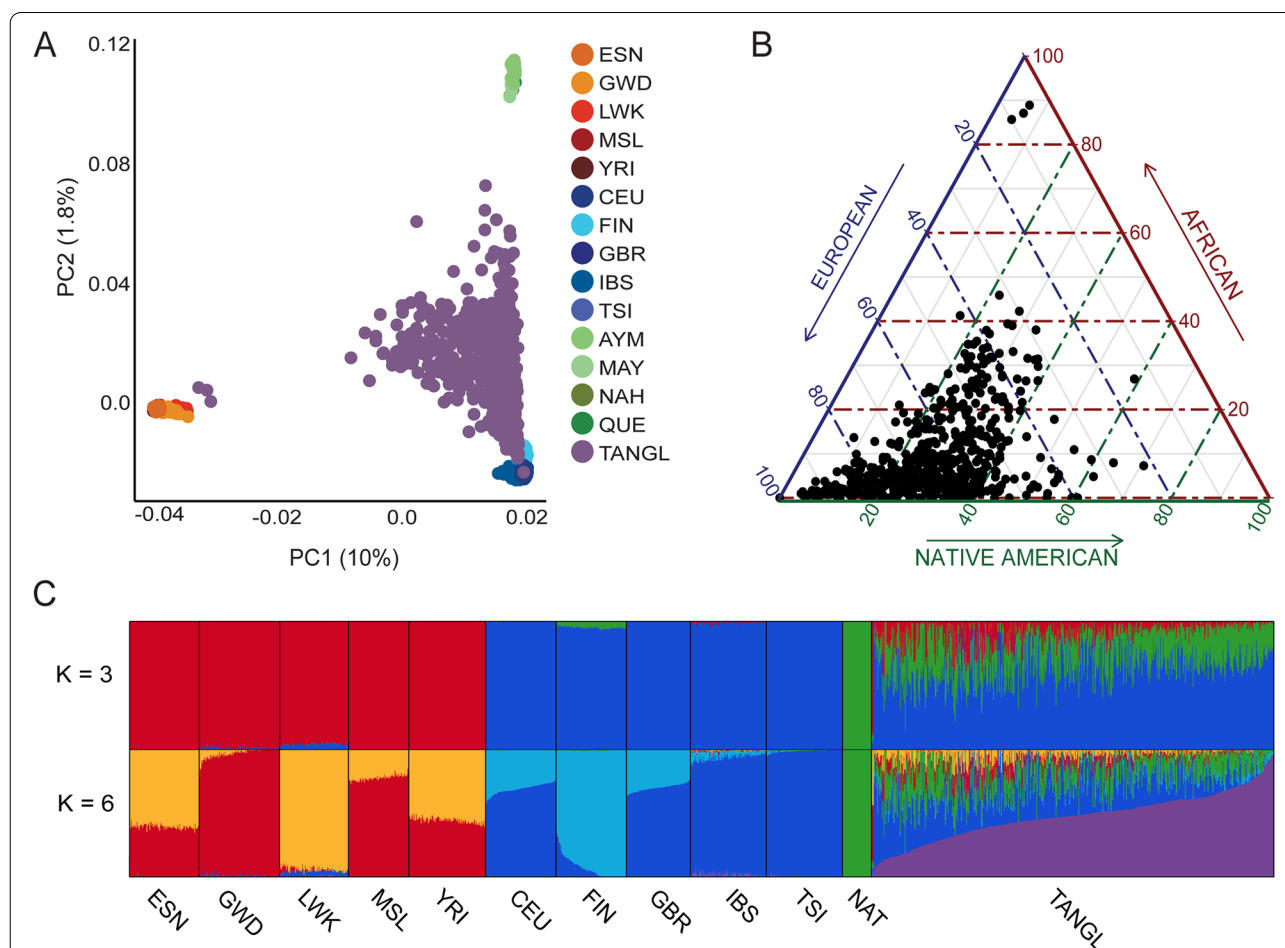 A
PC2 (1.8%)
0.12
0.08
0.04
0.0
-0.04
-0.02
0.0
0.02
PC1 (10%)
ESN
GWD
LWK
MSL
YRI
CEU
FIN
GBR
IBS
TSI
AYM
MAY
NAH
QUE
TANGL
B
EUROPEAN
20
40
60
80
100
AFRICAN
100
80
60
40
20
20
40
60
80
100
NATIVE AMERICAN
C
K = 3
K = 6
ESN
GWD
LWK
MSL
YRI
CEU
FIN
GBR
IBS
TSI
NAT
TANGL